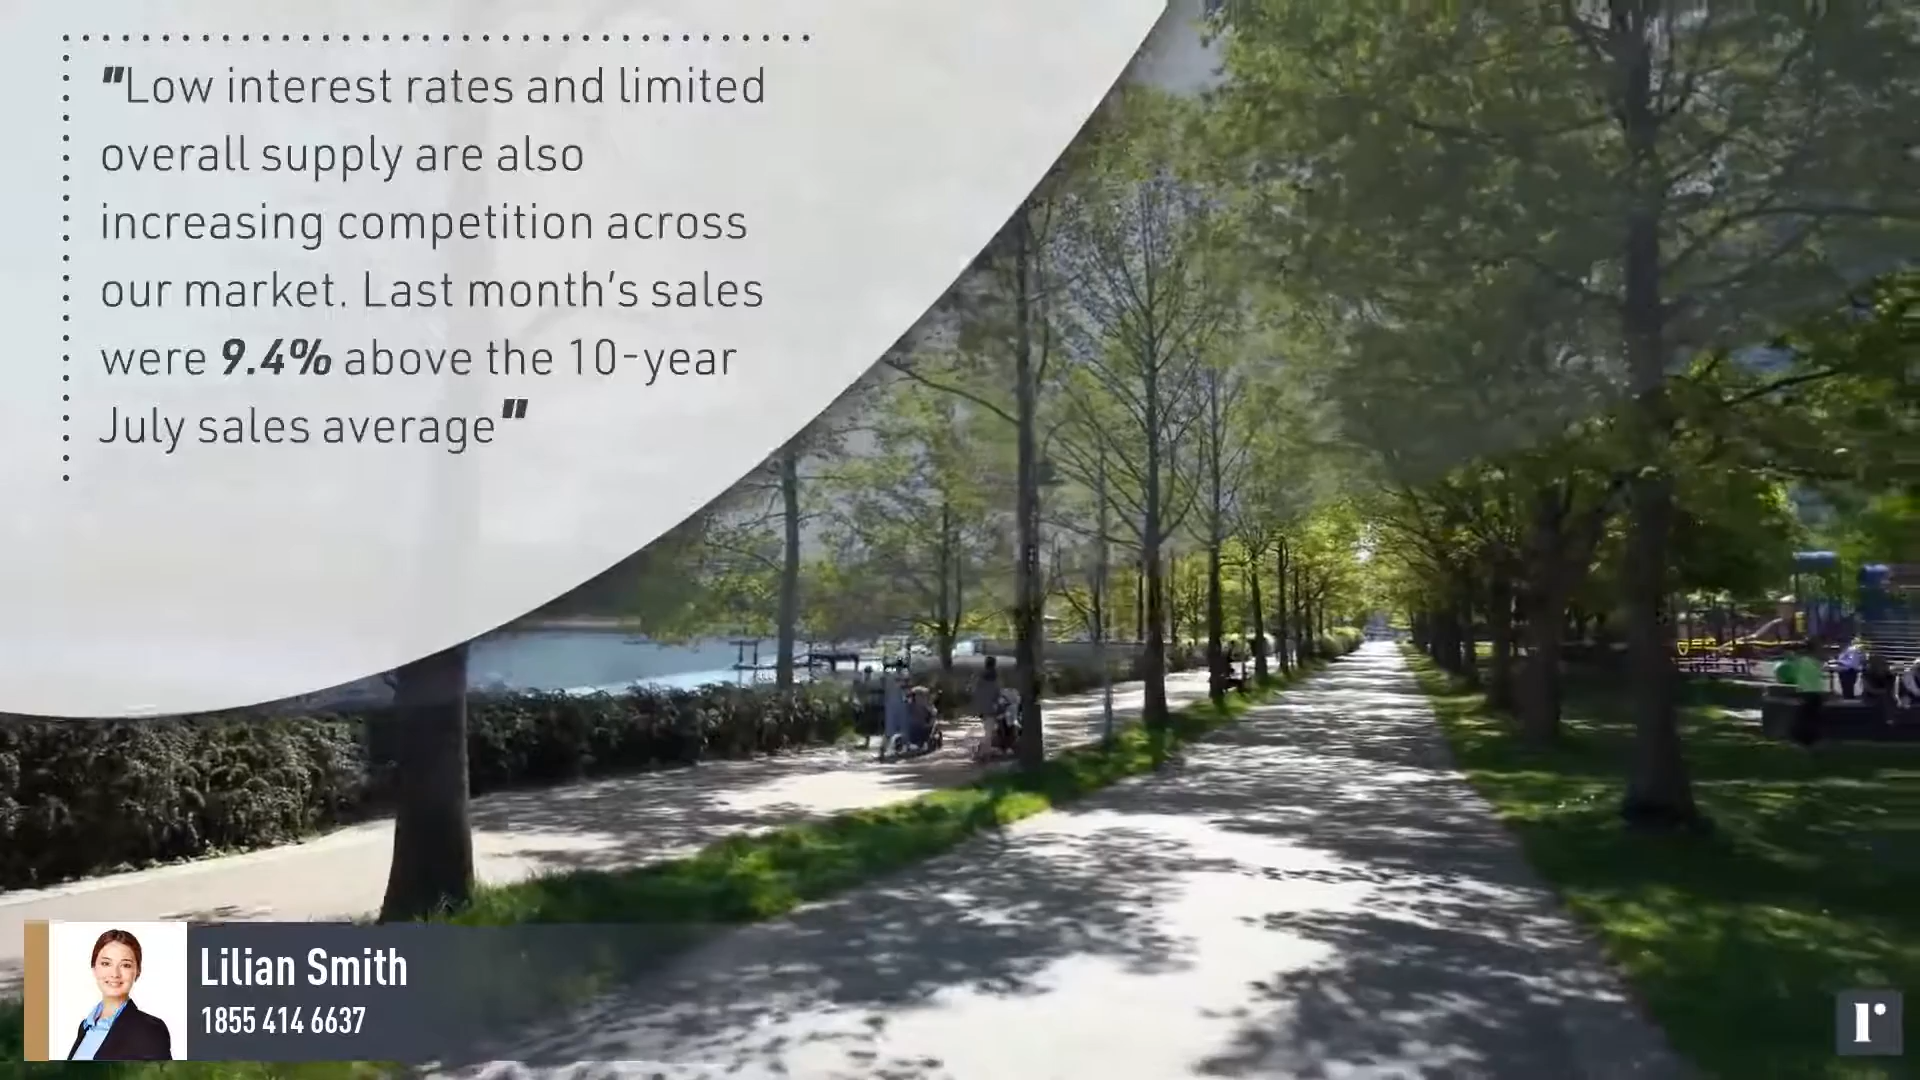 "Low interest rates and limited
overall supply are also
increasing competition across
our market. Last month's sales
were 9.4% above the 10-year
July sales average"
Lilian Smith
1855 414 6637
r